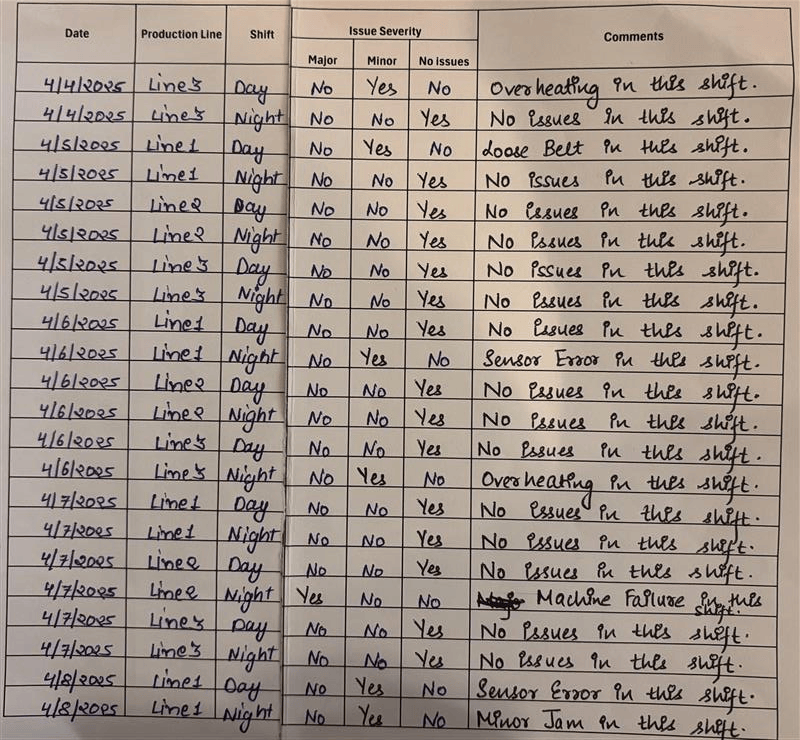 Date Production Line Shift Issue Severity Comments
Major Minor No issues
4/4/2025 Line3 Day No Yes No Overheating in this shift.
4/4/2025 Line3 Night No No Yes No issues in this shift.
4/5/2025 Line1 Day No Yes No Loose Belt in this shift.
4/5/2025 Line1 Night No No Yes No issues in this shift.
4/5/2025 Line2 Day No No Yes No issues in this shift.
4/5/2025 Line2 Night No No Yes No issues in this shift.
4/5/2025 Line3 Day No No Yes No issues in this shift.
4/5/2025 Line3 Night No No Yes No issues in this shift.
4/6/2025 Line1 Day No No Yes No issues in this shift.
4/6/2025 Line1 Night No Yes No Sensor Error in this shift.
4/6/2025 Line2 Day No No Yes No issues in this shift.
4/6/2025 Line2 Night No No Yes No issues in this shift.
4/6/2025 Line3 Day No No Yes No issues in this shift.
4/6/2025 Line3 Night No Yes No Overheating in this shift.
4/7/2025 Line1 Day No No Yes No issues in this shift.
4/7/2025 Line1 Night No No Yes No issues in this shift.
4/7/2025 Line2 Day No No Yes No issues in this shift.
4/7/2025 Line2 Night Yes No No Machine Failure in this shift.
4/7/2025 Line3 Day No No Yes No issues in this shift.
4/7/2025 Line3 Night No No Yes No issues in this shift.
4/8/2025 Line1 Day No Yes No Sensor Error in this shift.
4/8/2025 Line1 Night No Yes No Minor Jam in this shift.